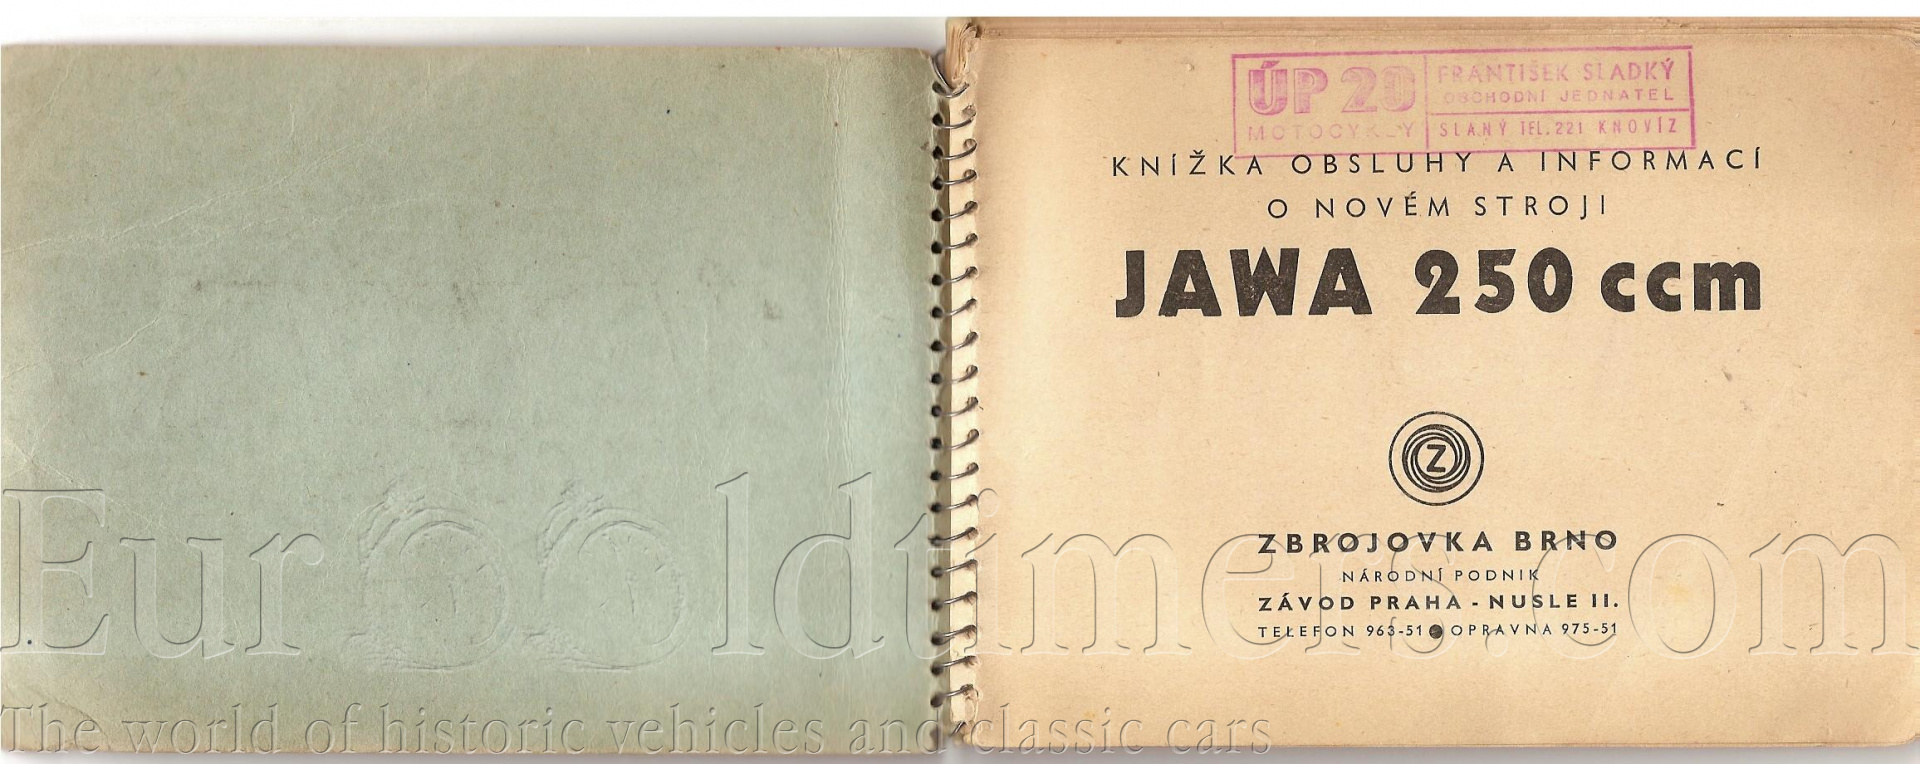 ÚP 20
MOTOCYKLY
FRANTIŠEK SLADKÝ
OBCHODNÍ JEDNATEL
SLANÝ TEL. 221 KNOVÍZ
KNÍŽKA OBSLUHY A INFORMACÍ
O NOVÉM STROJI
JAWA 250 ccm
Z
ZBROJOVKA BRNO
NÁRODNÍ PODNIK
ZÁVOD PRAHA - NUSLE II.
TELEFON 963-51 ● OPRAVNA 975-51
EuroOldtimers.com
The world of historic vehicles and classic cars